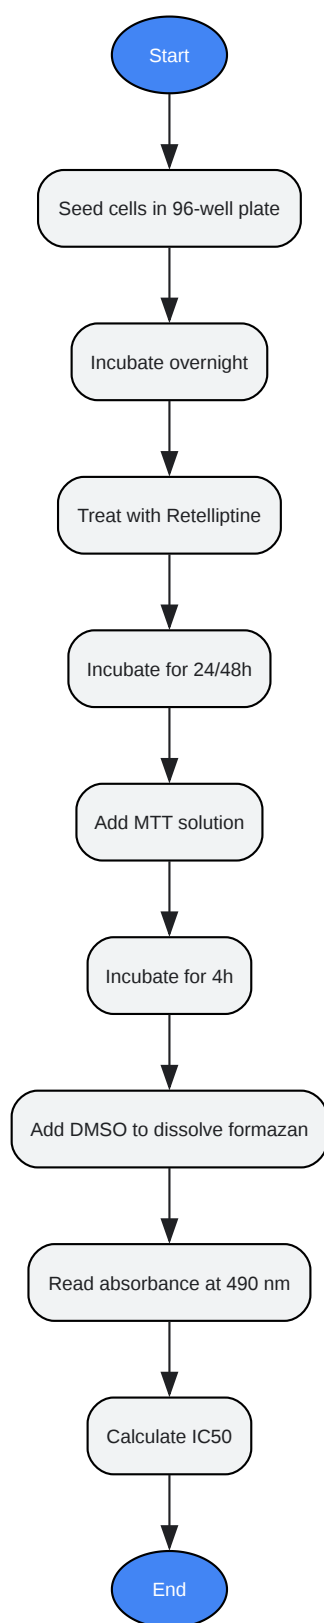 Start
Seed cells in 96-well plate
Incubate overnight
Treat with Retelliptine
Incubate for 24/48h
Add MTT solution
Incubate for 4h
Add DMSO to dissolve formazan
Read absorbance at 490 nm
Calculate IC50
End